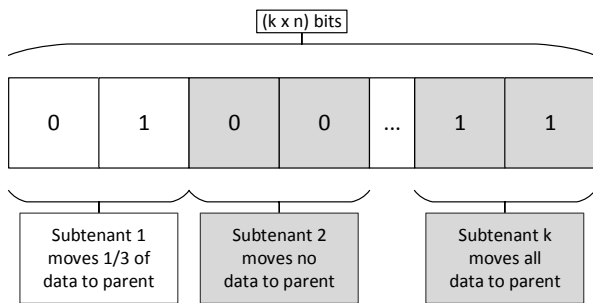 (k x n) bits
0 1 0 0 ... 1 1
Subtenant 1
moves 1/3 of
data to parent
Subtenant 2
moves no
data to parent
Subtenant k
moves all
data to parent